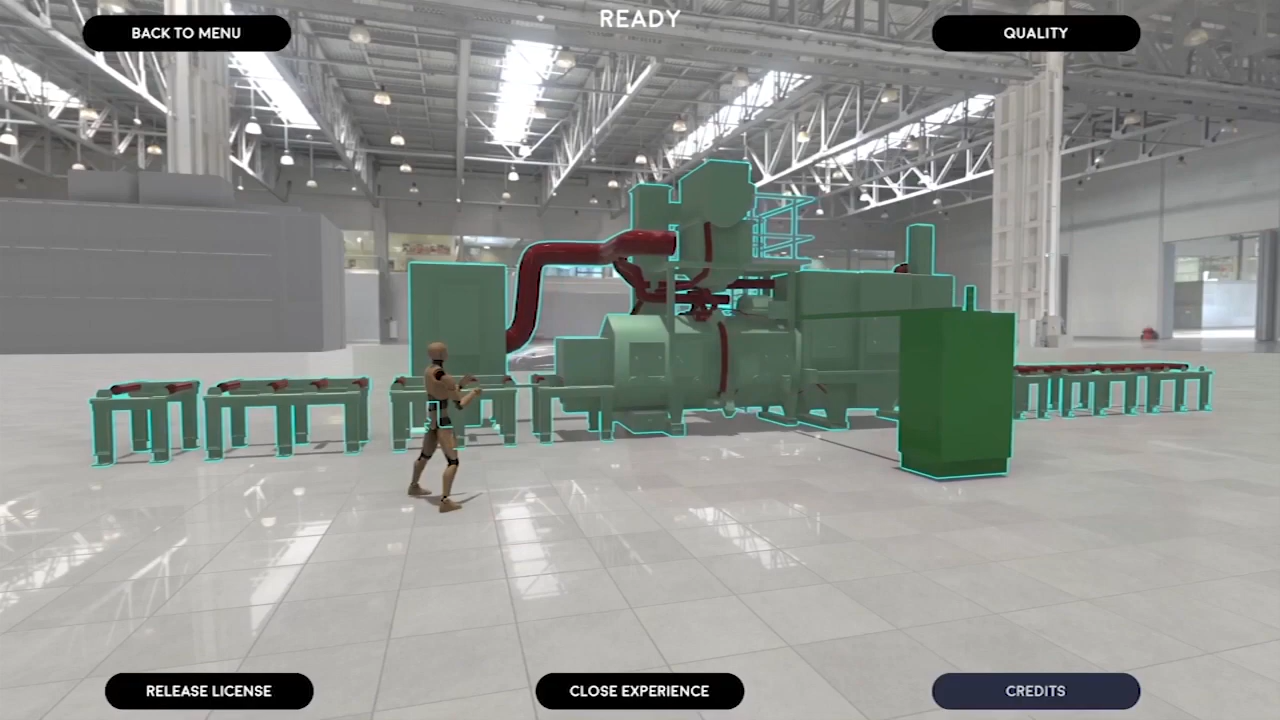 READY
BACK TO MENU
QUALITY
RELEASE LICENSE
CLOSE EXPERIENCE
CREDITS